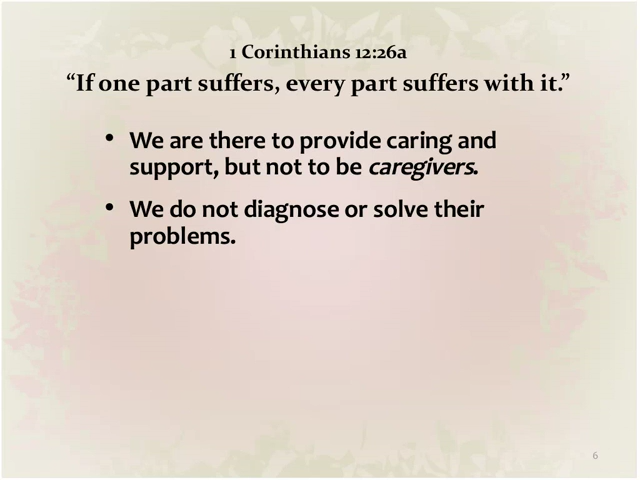 1 Corinthians 12:26a
“If one part suffers, every part suffers with it.”
• We are there to provide caring and
support, but not to be caregivers.
• We do not diagnose or solve their
problems.
6